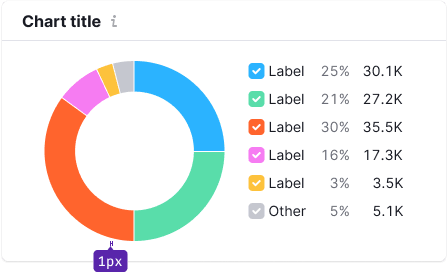 Chart title i
Label 25% 30.1K
Label 21% 27.2K
Label 30% 35.5K
Label 16% 17.3K
Label 3% 3.5K
Other 5% 5.1K
1px